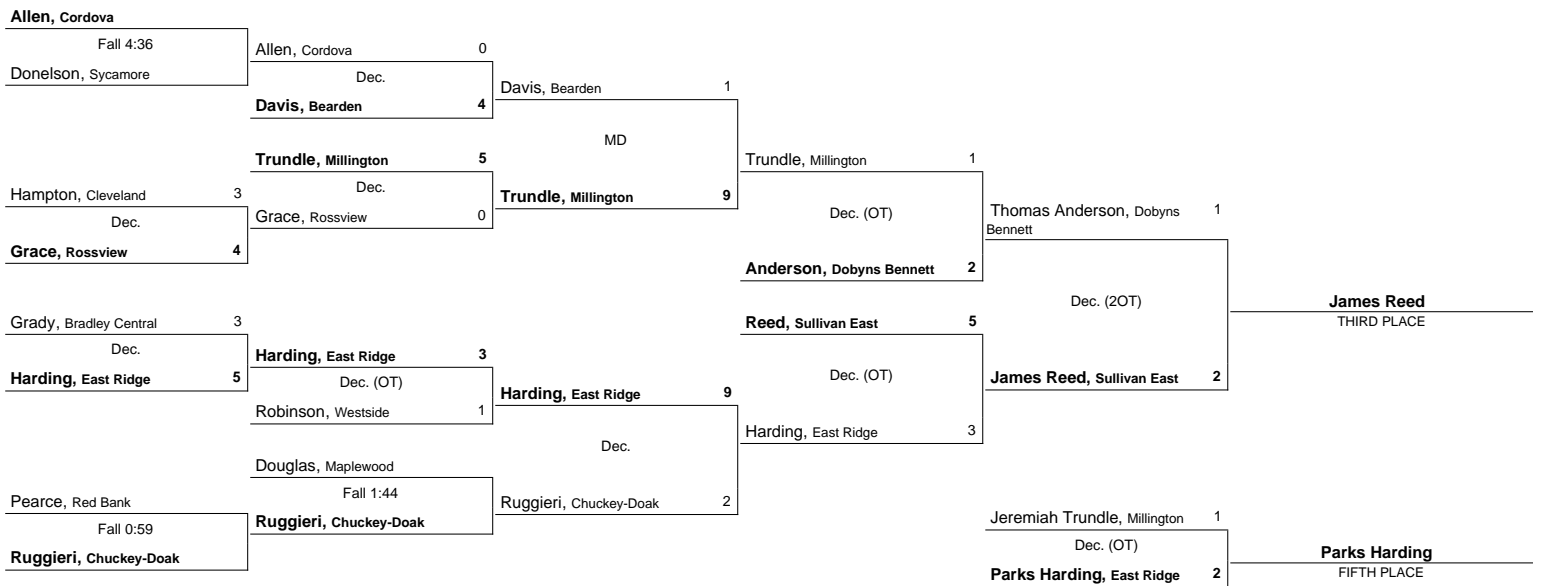 Allen, Cordova
Fall 4:36
Donelson, Sycamore
Hampton, Cleveland 3
Dec.
Grace, Rossview 4
Grady, Bradley Central 3
Dec.
Harding, East Ridge 5
Pearce, Red Bank
Fall 0:59
Ruggieri, Chuckey-Doak
Allen, Cordova 0
Dec.
Davis, Bearden 4
Trundle, Millington 5
Dec.
Grace, Rossview 0
Harding, East Ridge 3
Dec. (OT)
Robinson, Westside 1
Douglas, Maplewood
Fall 1:44
Ruggieri, Chuckey-Doak
Davis, Bearden 1
MD
Trundle, Millington 9
Harding, East Ridge 9
Dec.
Ruggieri, Chuckey-Doak 2
Trundle, Millington 1
Dec. (OT)
Anderson, Dobyns Bennett 2
Reed, Sullivan East 5
Dec. (OT)
Harding, East Ridge 3
Thomas Anderson, Dobyns 1
Bennett
Dec. (2OT)
James Reed, Sullivan East 2
James Reed
THIRD PLACE
Jeremiah Trundle, Millington 1
Dec. (OT)
Parks Harding, East Ridge 2
Parks Harding
FIFTH PLACE